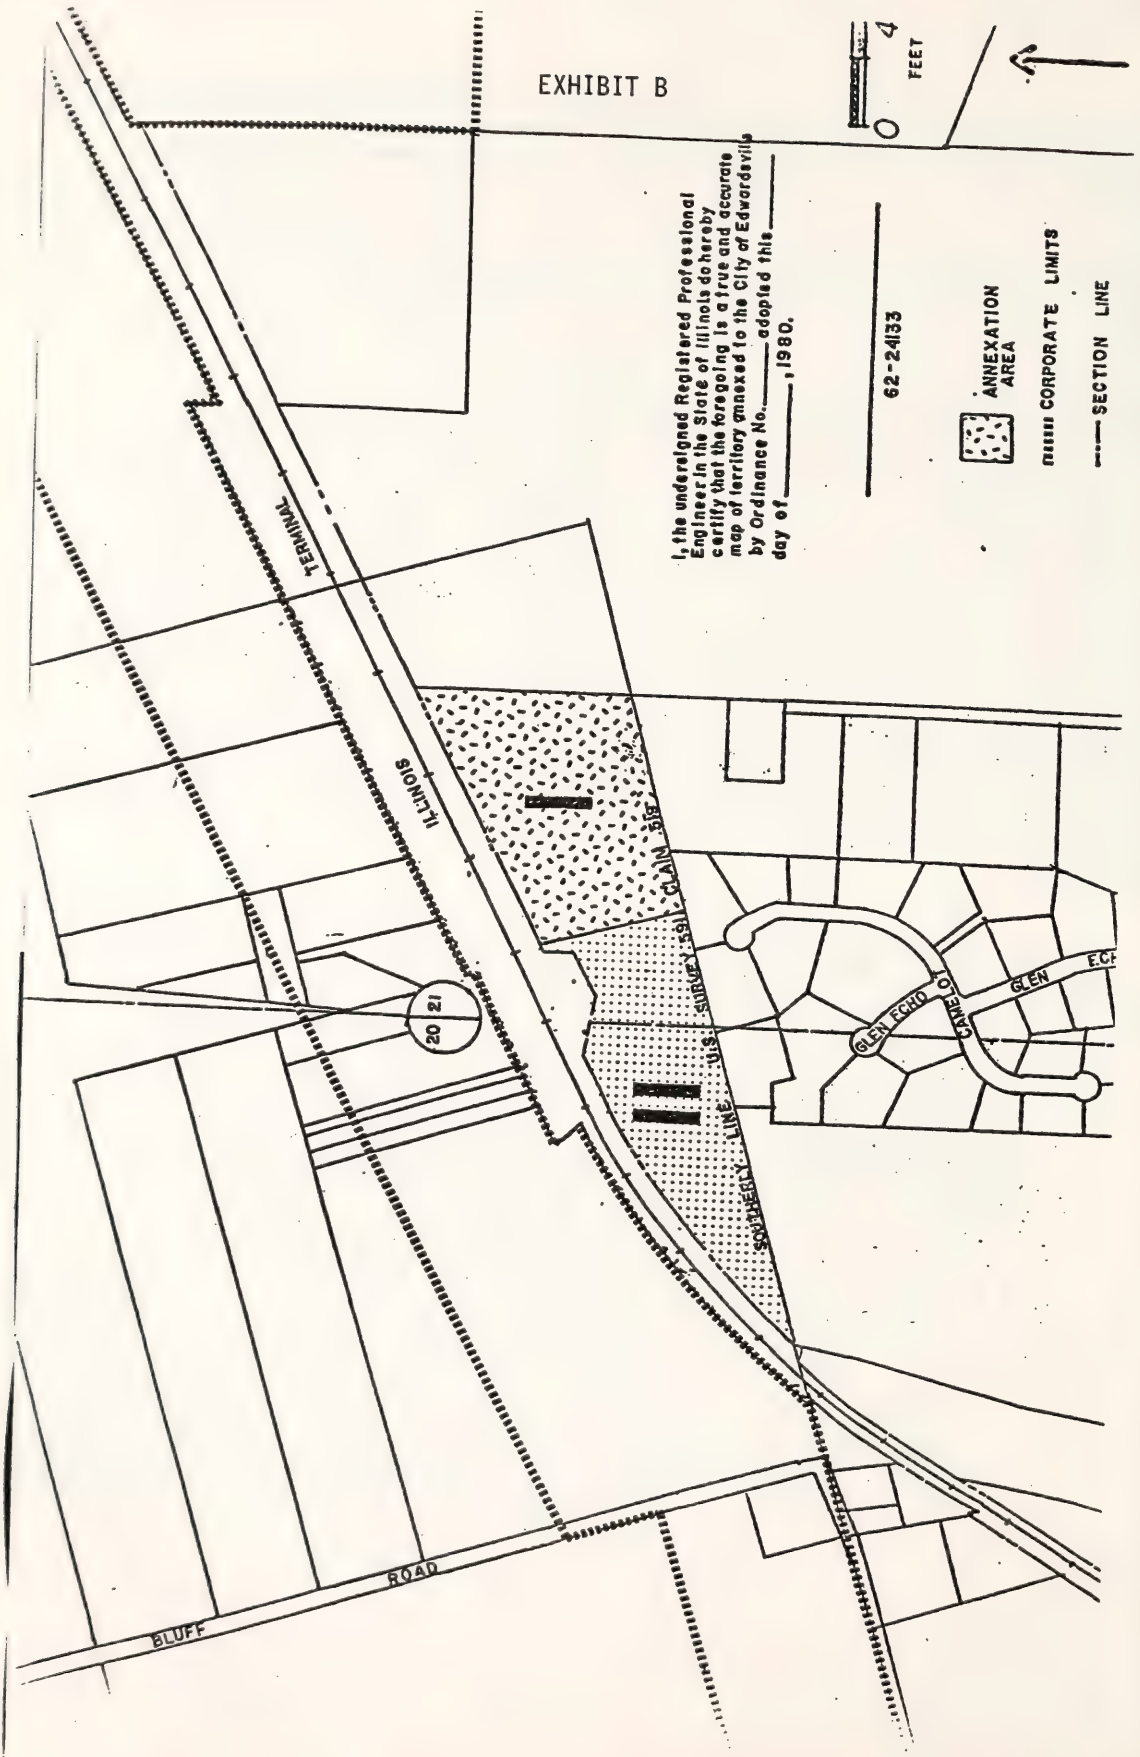 EXHIBIT B
0 4
FEET
I, the undersigned Registered Professional
Engineer in the State of Illinois do hereby
certify that the foregoing is a true and accurate
map of territory annexed to the City of Edwardsville
by Ordinance No. adopted this
day of , 1980.
62-24133
ANNEXATION
AREA
CORPORATE LIMITS
SECTION LINE
ILLINOIS TERMINAL
I
II
20 21
SOUTHERLY LINE U.S. SURVEY 591 CLAIM 519
GLEN ECHO
CAMELOT
GLEN
BLUFF ROAD